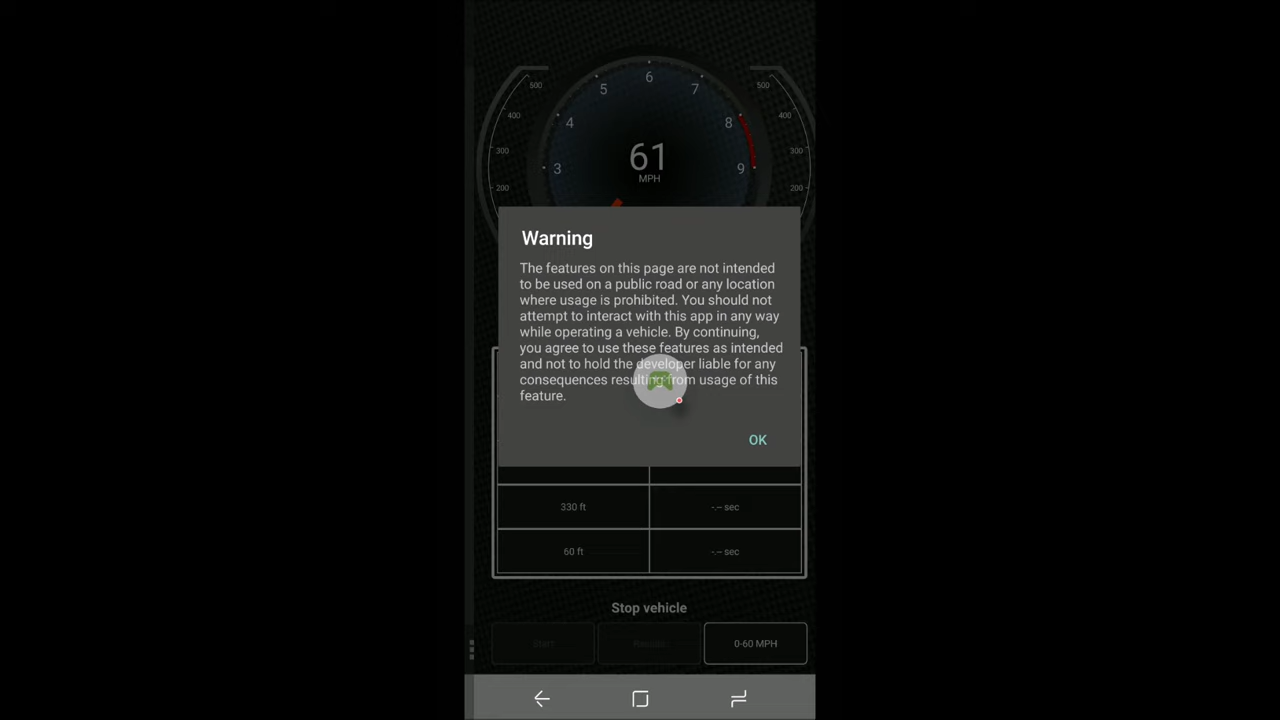 6
5
7
4
8
3
9
500
400
300
200
500
400
300
200
61
MPH
Warning
The features on this page are not intended
to be used on a public road or any location
where usage is prohibited. You should not
attempt to interact with this app in any way
while operating a vehicle. By continuing,
you agree to use these features as intended
and not to hold the developer liable for any
consequences resulting from usage of this
feature.
OK
330 ft
-.-- sec
60 ft
-.-- sec
Stop vehicle
Start
0-60 MPH